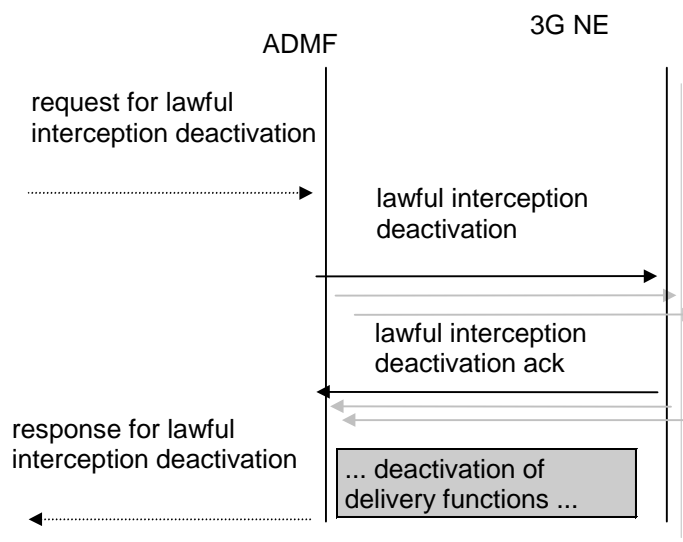 3G NE
ADMF
request for lawful
interception deactivation
lawful interception
deactivation
lawful interception
deactivation ack
response for lawful
interception deactivation
... deactivation of
delivery functions ...